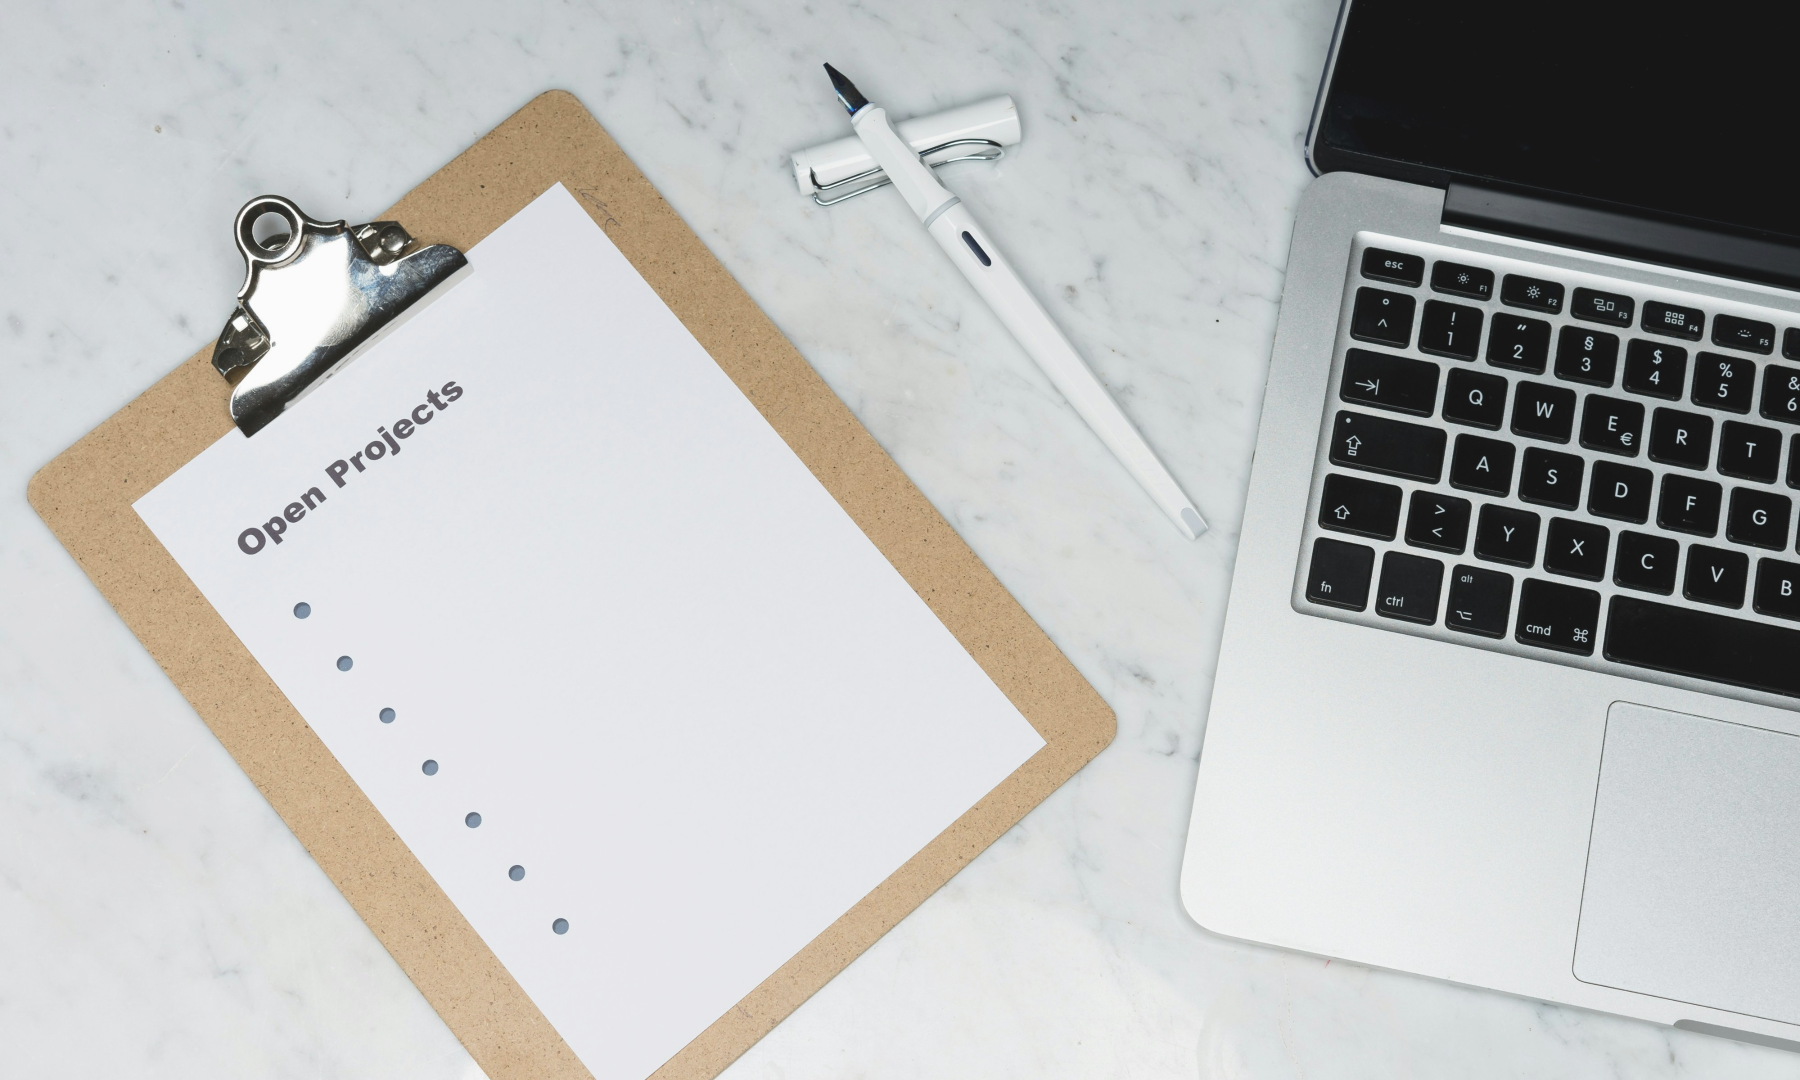 Open Projects
esc
F1
F2
F3
F4
F5
° ^
! 1
" 2
§ 3
$ 4
% 5
& 6
Q
W
E €
R
T
A
S
D
F
G
> <
Y
X
C
V
B
fn
ctrl
alt
cmd ⌘